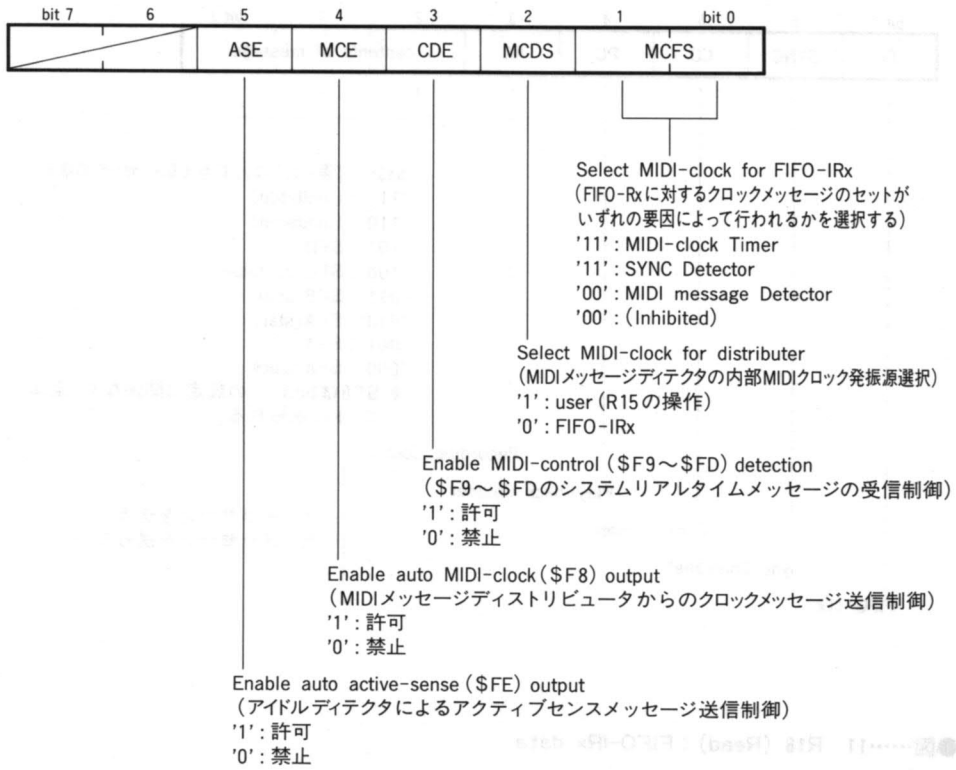 bit 7 6 5 4 3 2 1 bit 0
ASE MCE CDE MCDS MCFS
Select MIDI-clock for FIFO-IRx
(FIFO-Rxに対するクロックメッセージのセットが
いずれの要因によって行われるかを選択する)
'11' : MIDI-clock Timer
'11' : SYNC Detector
'00' : MIDI message Detector
'00' : (Inhibited)
Select MIDI-clock for distributer
(MIDIメッセージディテクタの内部MIDIクロック発振源選択)
'1' : user (R15の操作)
'0' : FIFO-IRx
Enable MIDI-control ($F9～$FD) detection
($F9～$FDのシステムリアルタイムメッセージの受信制御)
'1' : 許可
'0' : 禁止
Enable auto MIDI-clock ($F8) output
(MIDIメッセージディストリビュータからのクロックメッセージ送信制御)
'1' : 許可
'0' : 禁止
Enable auto active-sense ($FE) output
(アイドルディテクタによるアクティブセンスメッセージ送信制御)
'1' : 許可
'0' : 禁止